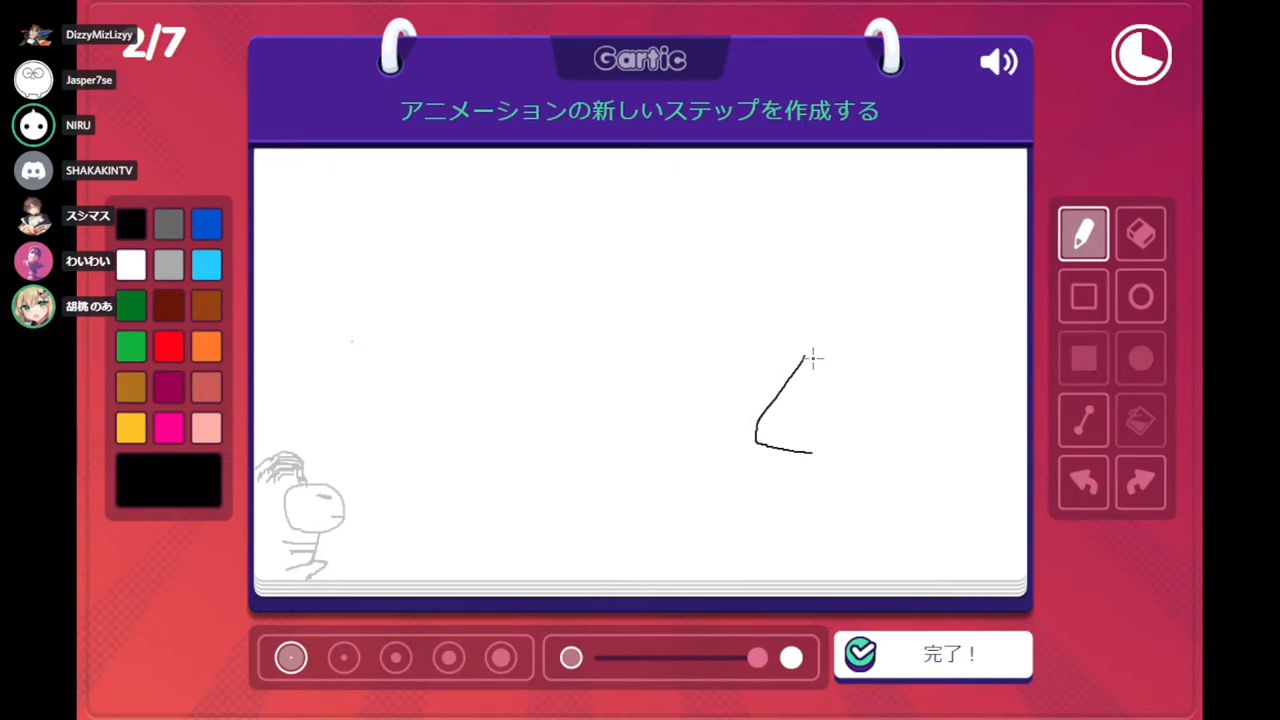 DizzyMizLizyy
2/7
Jasper7se
NIRU
SHAKAKINTV
スシマス
わいわい
胡桃 のあ
Gartic
アニメーションの新しいステップを作成する
完了！